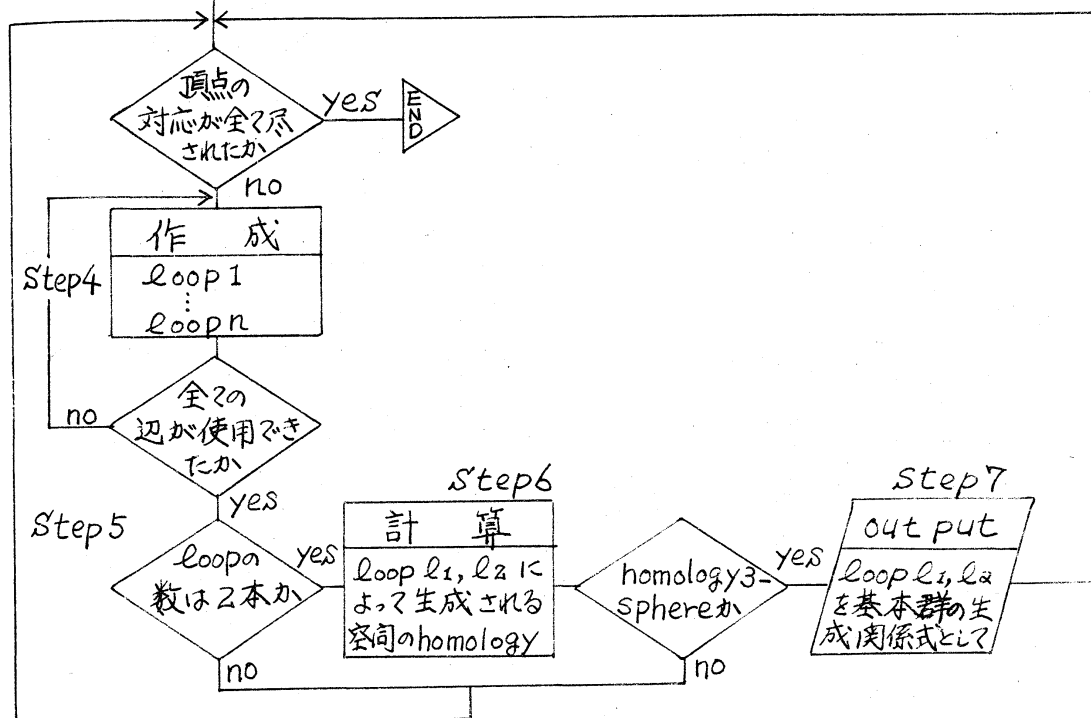 頂点の
対応が全て尽
されたか
yes
END
no
作 成
Step4
loop1
⋮
loopn
全ての
辺が使用でき
たか
no
yes
Step5
loopの
数は2本か
yes
no
Step6
計 算
loop l1, l2 に
よって生成される
空間のhomology
homology3-
sphereか
yes
no
Step7
out put
loop l1, l2
を基本群の生
成関係式として